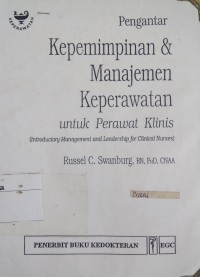 KEPERAWATAN
Pengantar
Kepemimpinan &
Manajemen
Keperawatan
untuk Perawat Klinis
(Introductory Management and Leadership for Clinical Nurses)
Russel C. Swanburg, RN, PhD, CNAA
PENERBIT BUKU KEDOKTERAN EGC